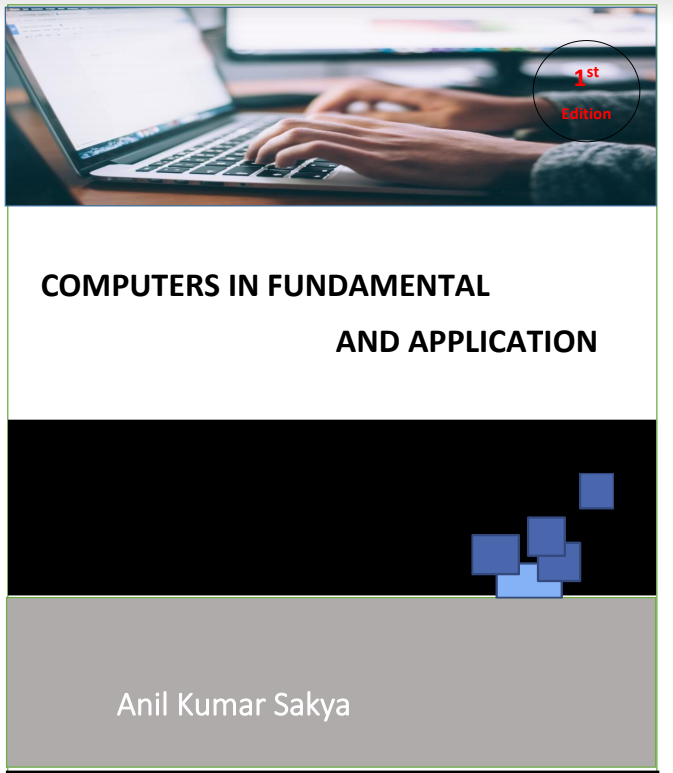 1st
Edition
COMPUTERS IN FUNDAMENTAL
AND APPLICATION
Anil Kumar Sakya